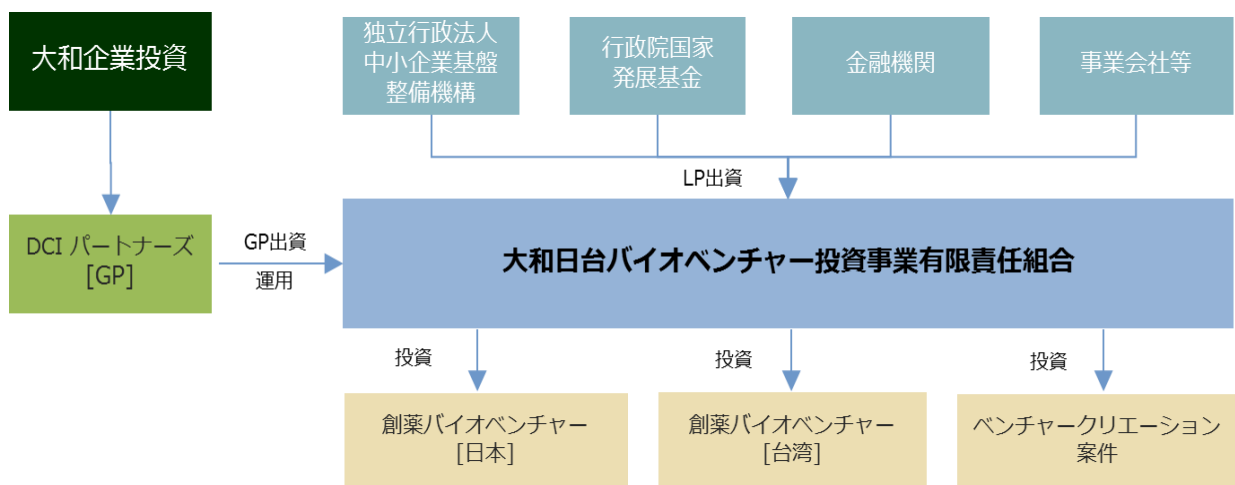 大和企業投資
独立行政法人
中小企業基盤
整備機構
行政院国家
発展基金
金融機関
事業会社等
LP出資
DCI パートナーズ
[GP]
GP出資
運用
大和日台バイオベンチャー投資事業有限責任組合
投資
投資
投資
創薬バイオベンチャー
[日本]
創薬バイオベンチャー
[台湾]
ベンチャークリエーション
案件